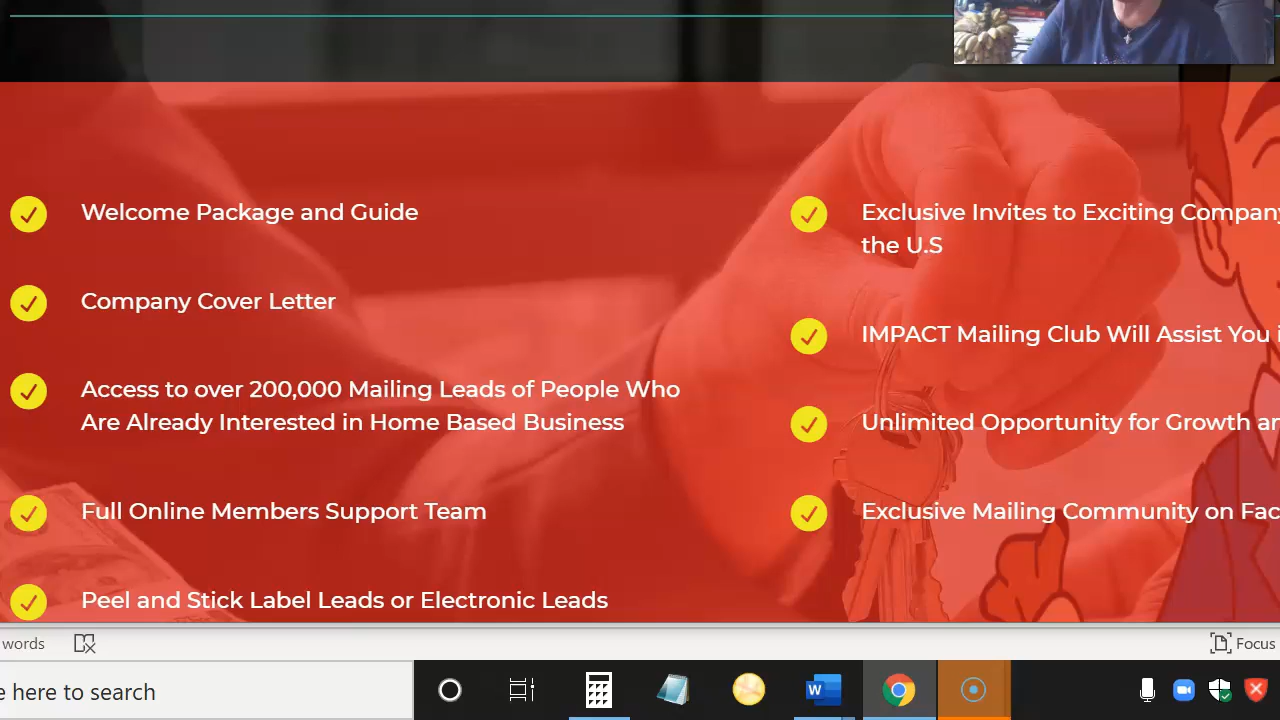 Welcome Package and Guide
Company Cover Letter
Access to over 200,000 Mailing Leads of People Who
Are Already Interested in Home Based Business
Full Online Members Support Team
Peel and Stick Label Leads or Electronic Leads
Exclusive Invites to Exciting Company
the U.S
IMPACT Mailing Club Will Assist You
Unlimited Opportunity for Growth
Exclusive Mailing Community on
words
Focus
here to search
W